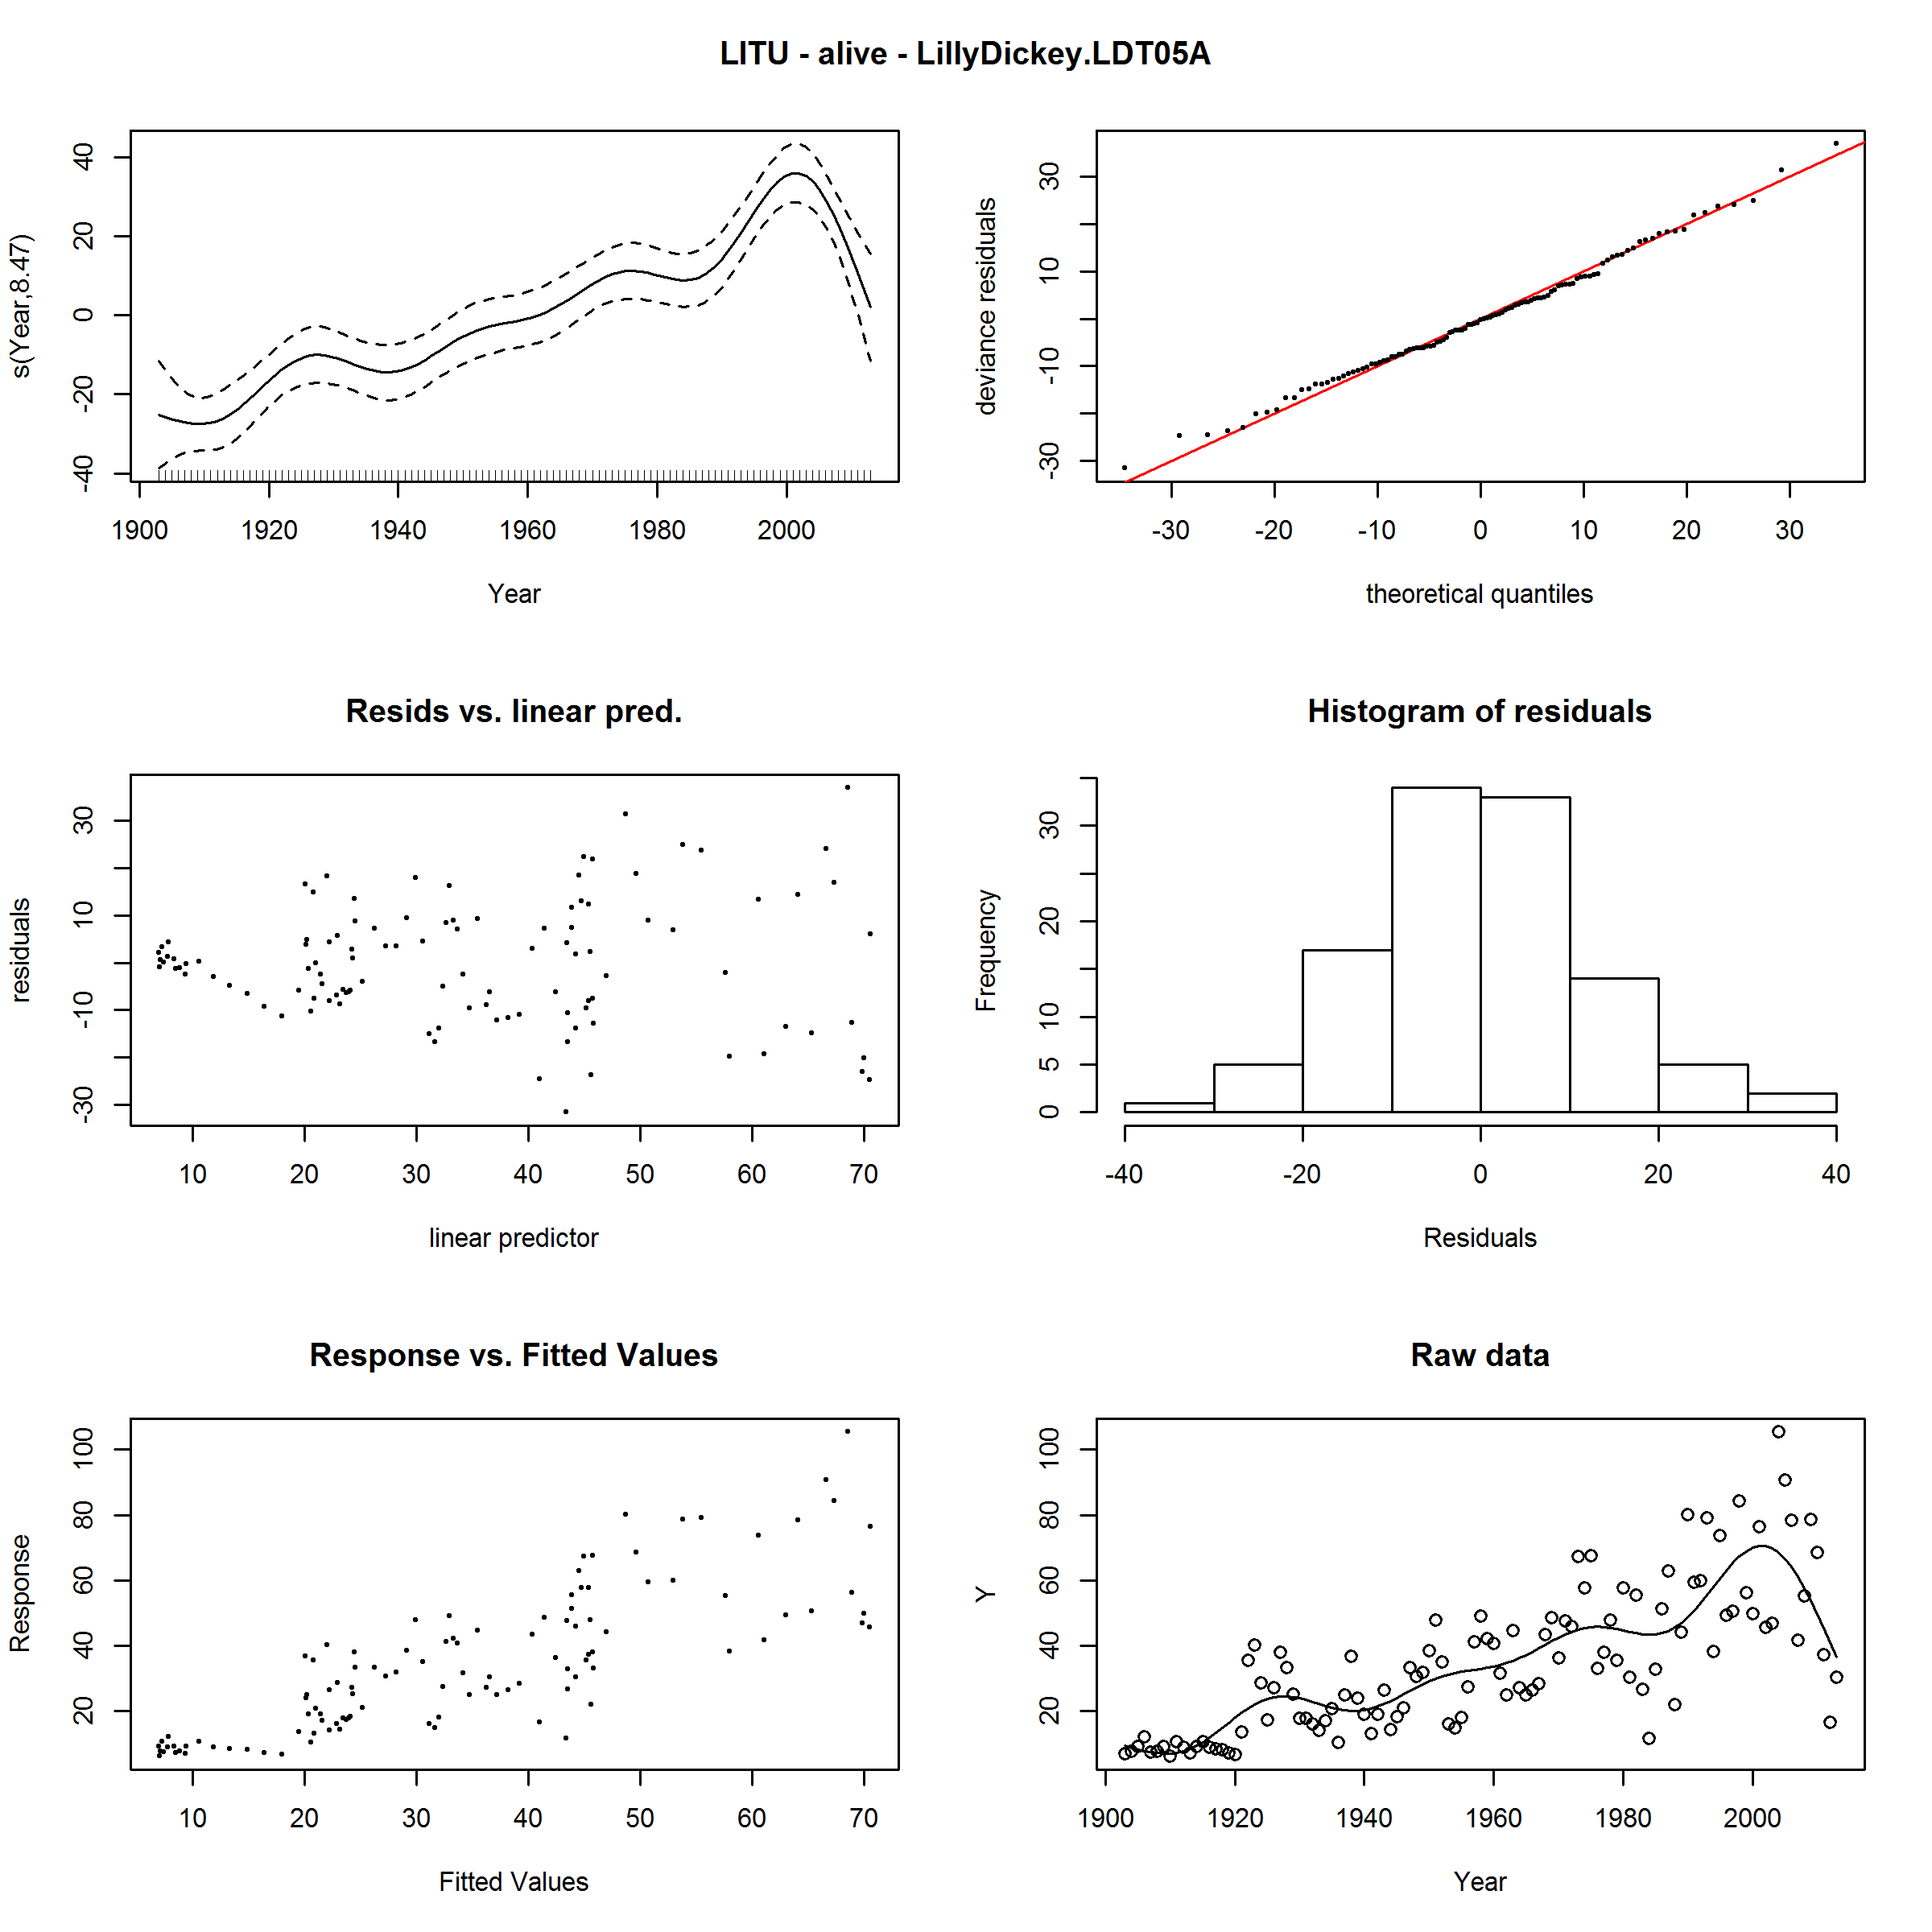 LITU - alive - LillyDickey.LDT05A
s(Year,8.47)
40
20
0
-20
-40
1900 1920 1940 1960 1980 2000
Year
deviance residuals
30
10
-10
-30
-30 -20 -10 0 10 20 30
theoretical quantiles
Resids vs. linear pred.
residuals
30
10
-10
-30
10 20 30 40 50 60 70
linear predictor
Histogram of residuals
Frequency
30
20
10
5
0
-40 -20 0 20 40
Residuals
Response vs. Fitted Values
Response
100
80
60
40
20
10 20 30 40 50 60 70
Fitted Values
Raw data
Y
100
80
60
40
20
1900 1920 1940 1960 1980 2000
Year